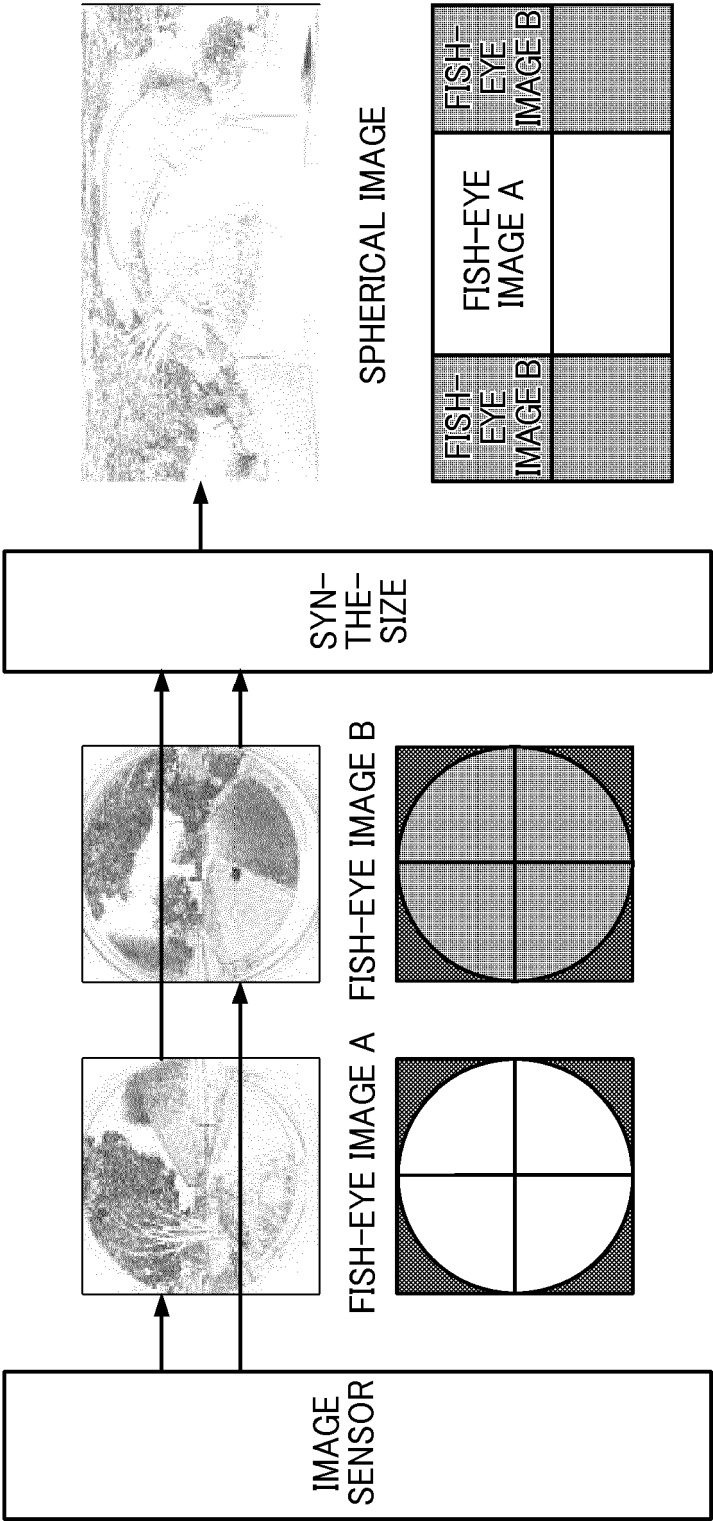 IMAGE
SENSOR
FISH-EYE IMAGE A
FISH-EYE IMAGE B
SYN-
THE-
SIZE
SPHERICAL IMAGE
FISH-
EYE
IMAGE B
FISH-EYE
IMAGE A
FISH-
EYE
IMAGE B